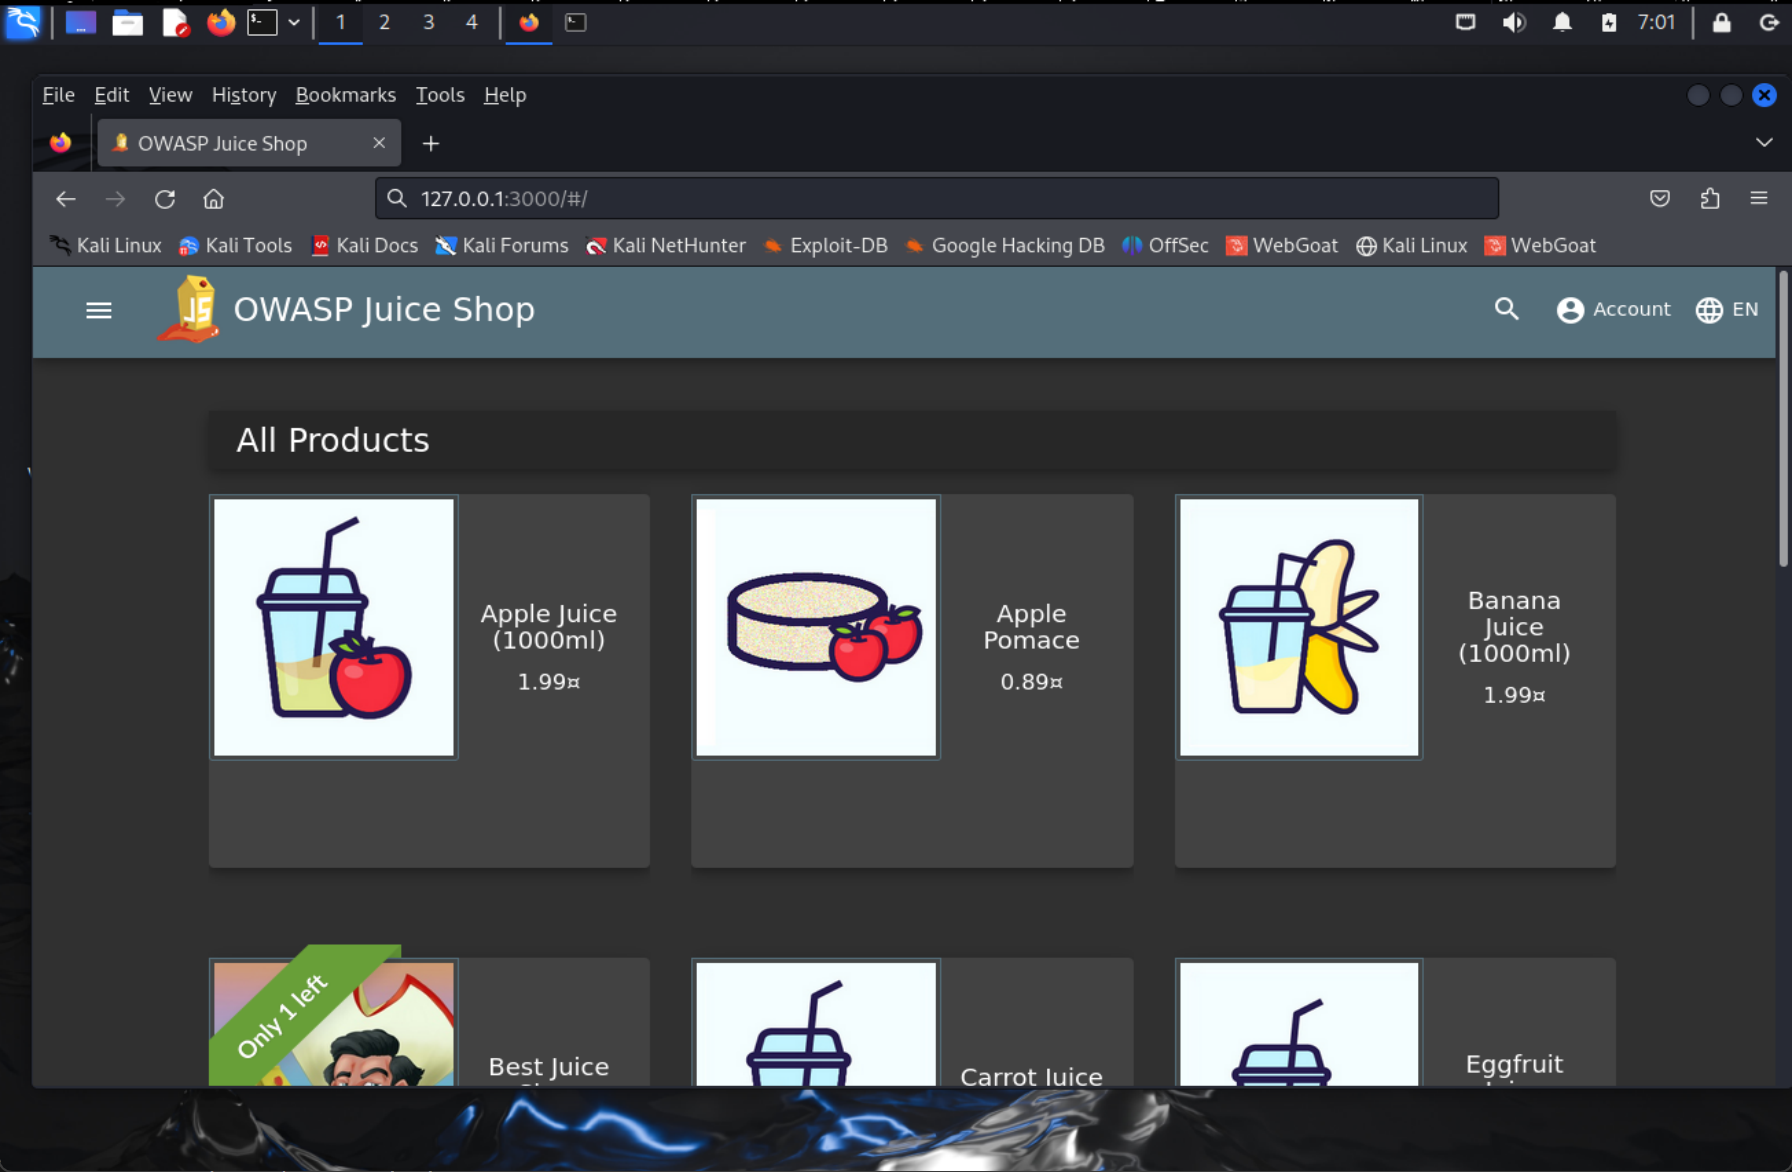 1 2 3 4 7:01
File Edit View History Bookmarks Tools Help
OWASP Juice Shop
127.0.0.1:3000/#/
Kali Linux Kali Tools Kali Docs Kali Forums Kali NetHunter Exploit-DB Google Hacking DB OffSec WebGoat Kali Linux WebGoat
JS OWASP Juice Shop Account EN
All Products
Apple Juice
(1000ml)
1.99¤
Apple
Pomace
0.89¤
Banana
Juice
(1000ml)
1.99¤
Only 1 left
Best Juice
Carrot Juice
Eggfruit